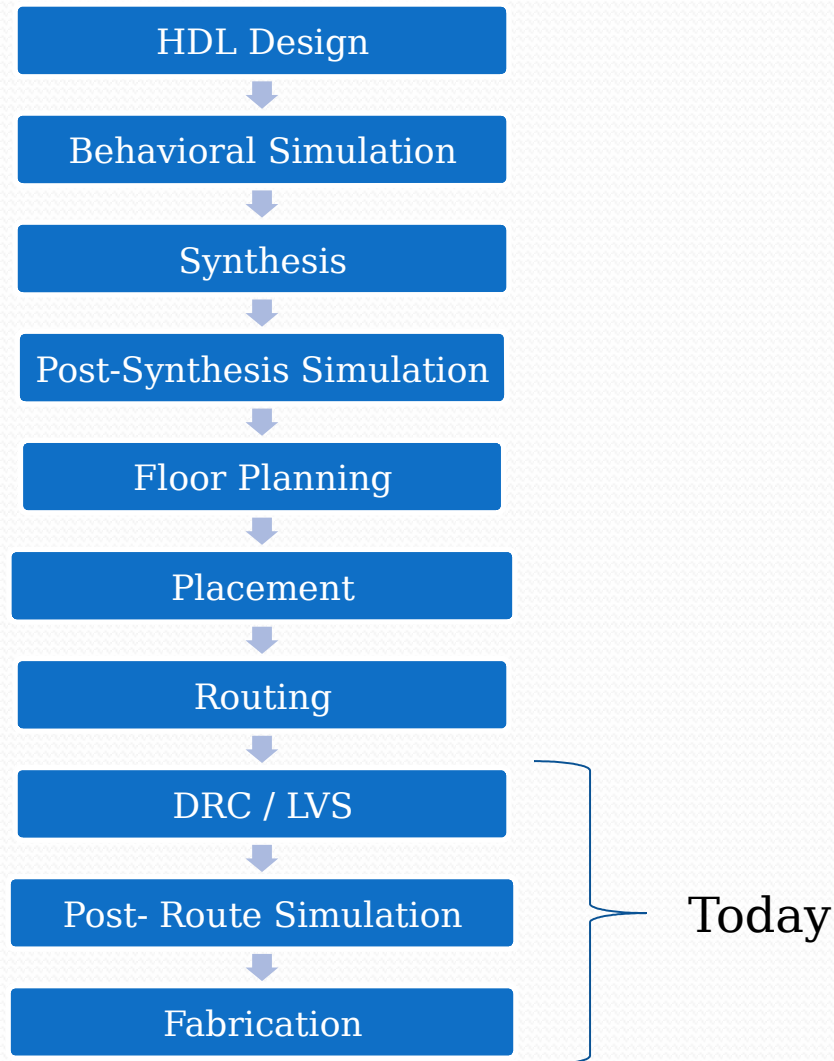 HDL Design
Behavioral Simulation
Synthesis
Post-Synthesis Simulation
Floor Planning
Placement
Routing
DRC / LVS
Post- Route Simulation
Today
Fabrication